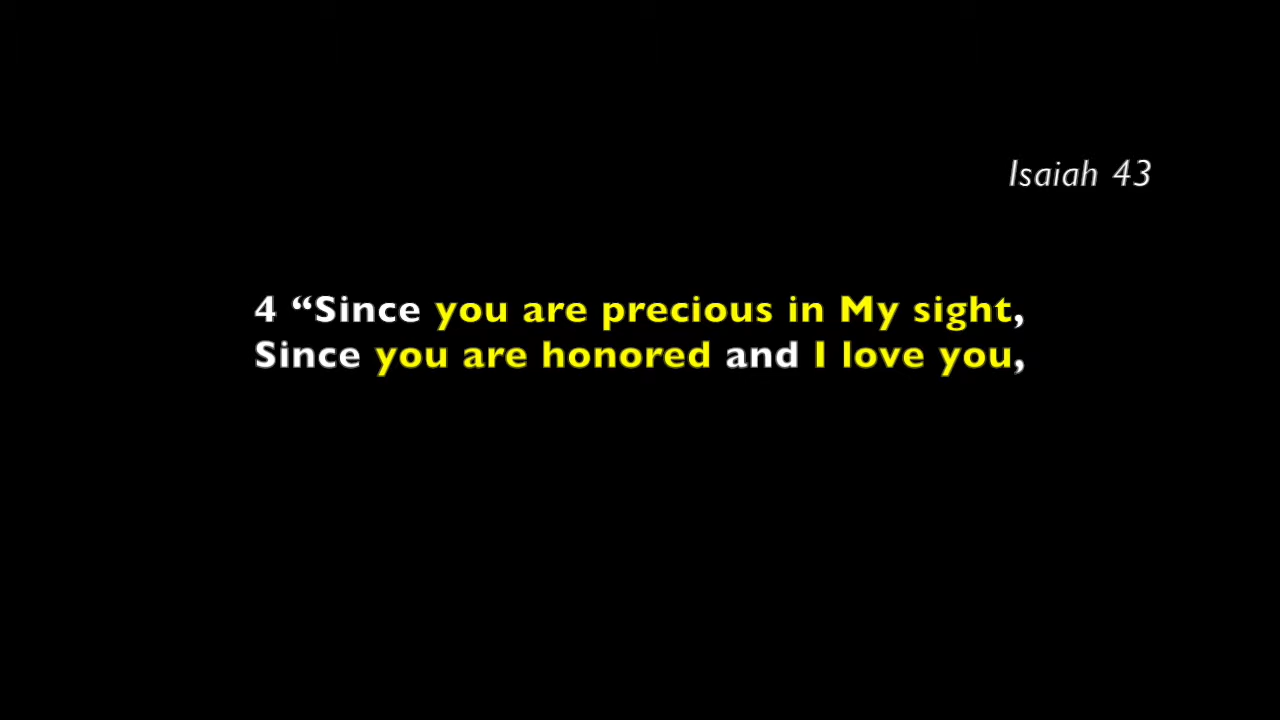 Isaiah 43
4 “Since you are precious in My sight,
Since you are honored and I love you,